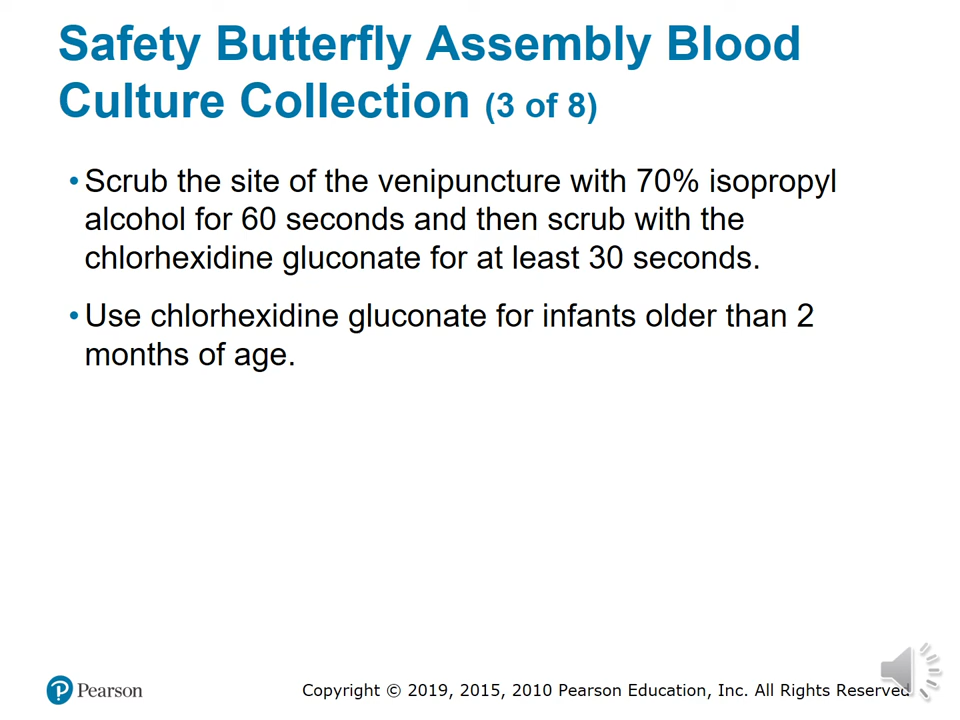 Safety Butterfly Assembly Blood
Culture Collection (3 of 8)
• Scrub the site of the venipuncture with 70% isopropyl
alcohol for 60 seconds and then scrub with the
chlorhexidine gluconate for at least 30 seconds.
• Use chlorhexidine gluconate for infants older than 2
months of age.
Pearson
Copyright © 2019, 2015, 2010 Pearson Education, Inc. All Rights Reserved